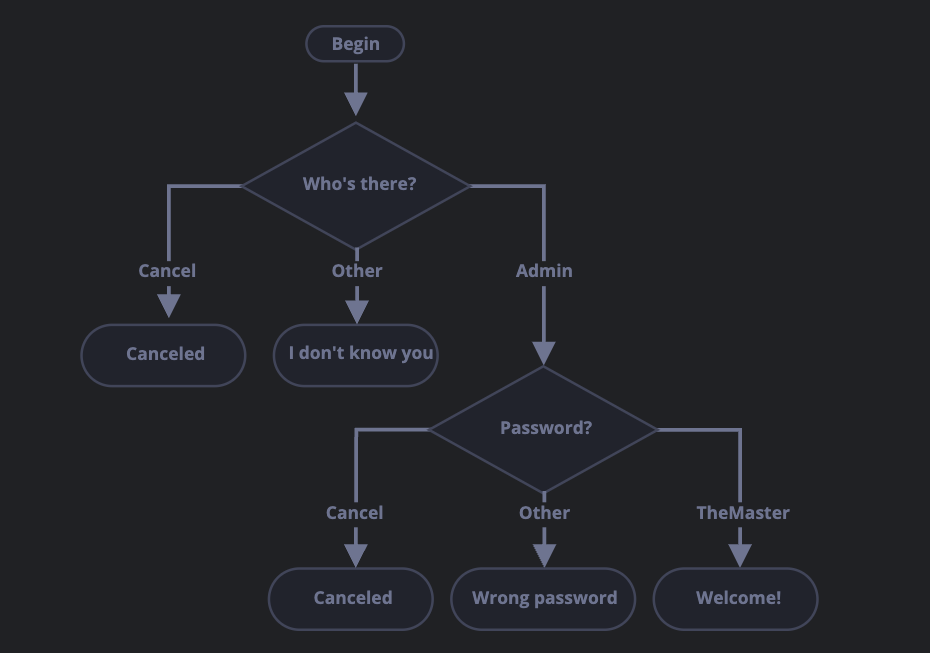 Begin
Who's there?
Cancel
Other
Admin
Canceled
I don't know you
Password?
Cancel
Other
TheMaster
Canceled
Wrong password
Welcome!